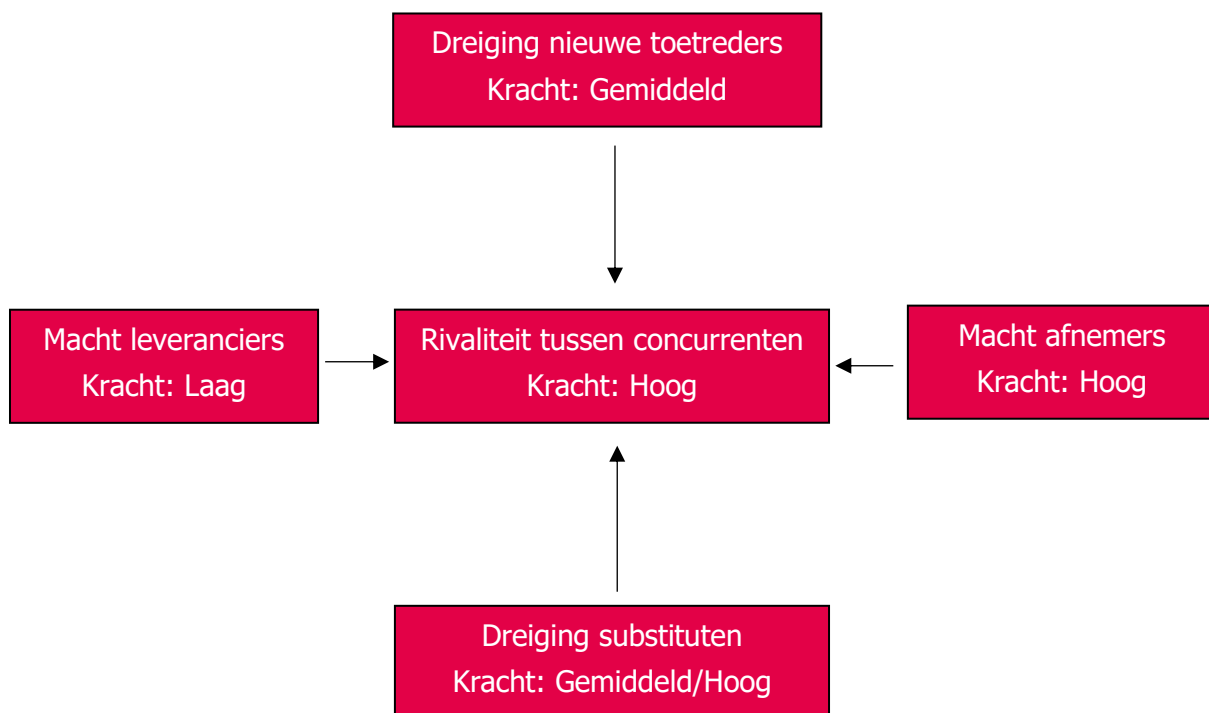 Dreiging nieuwe toetreders
Kracht: Gemiddeld
Macht leveranciers
Kracht: Laag
Rivaliteit tussen concurrenten
Kracht: Hoog
Macht afnemers
Kracht: Hoog
Dreiging substituten
Kracht: Gemiddeld/Hoog